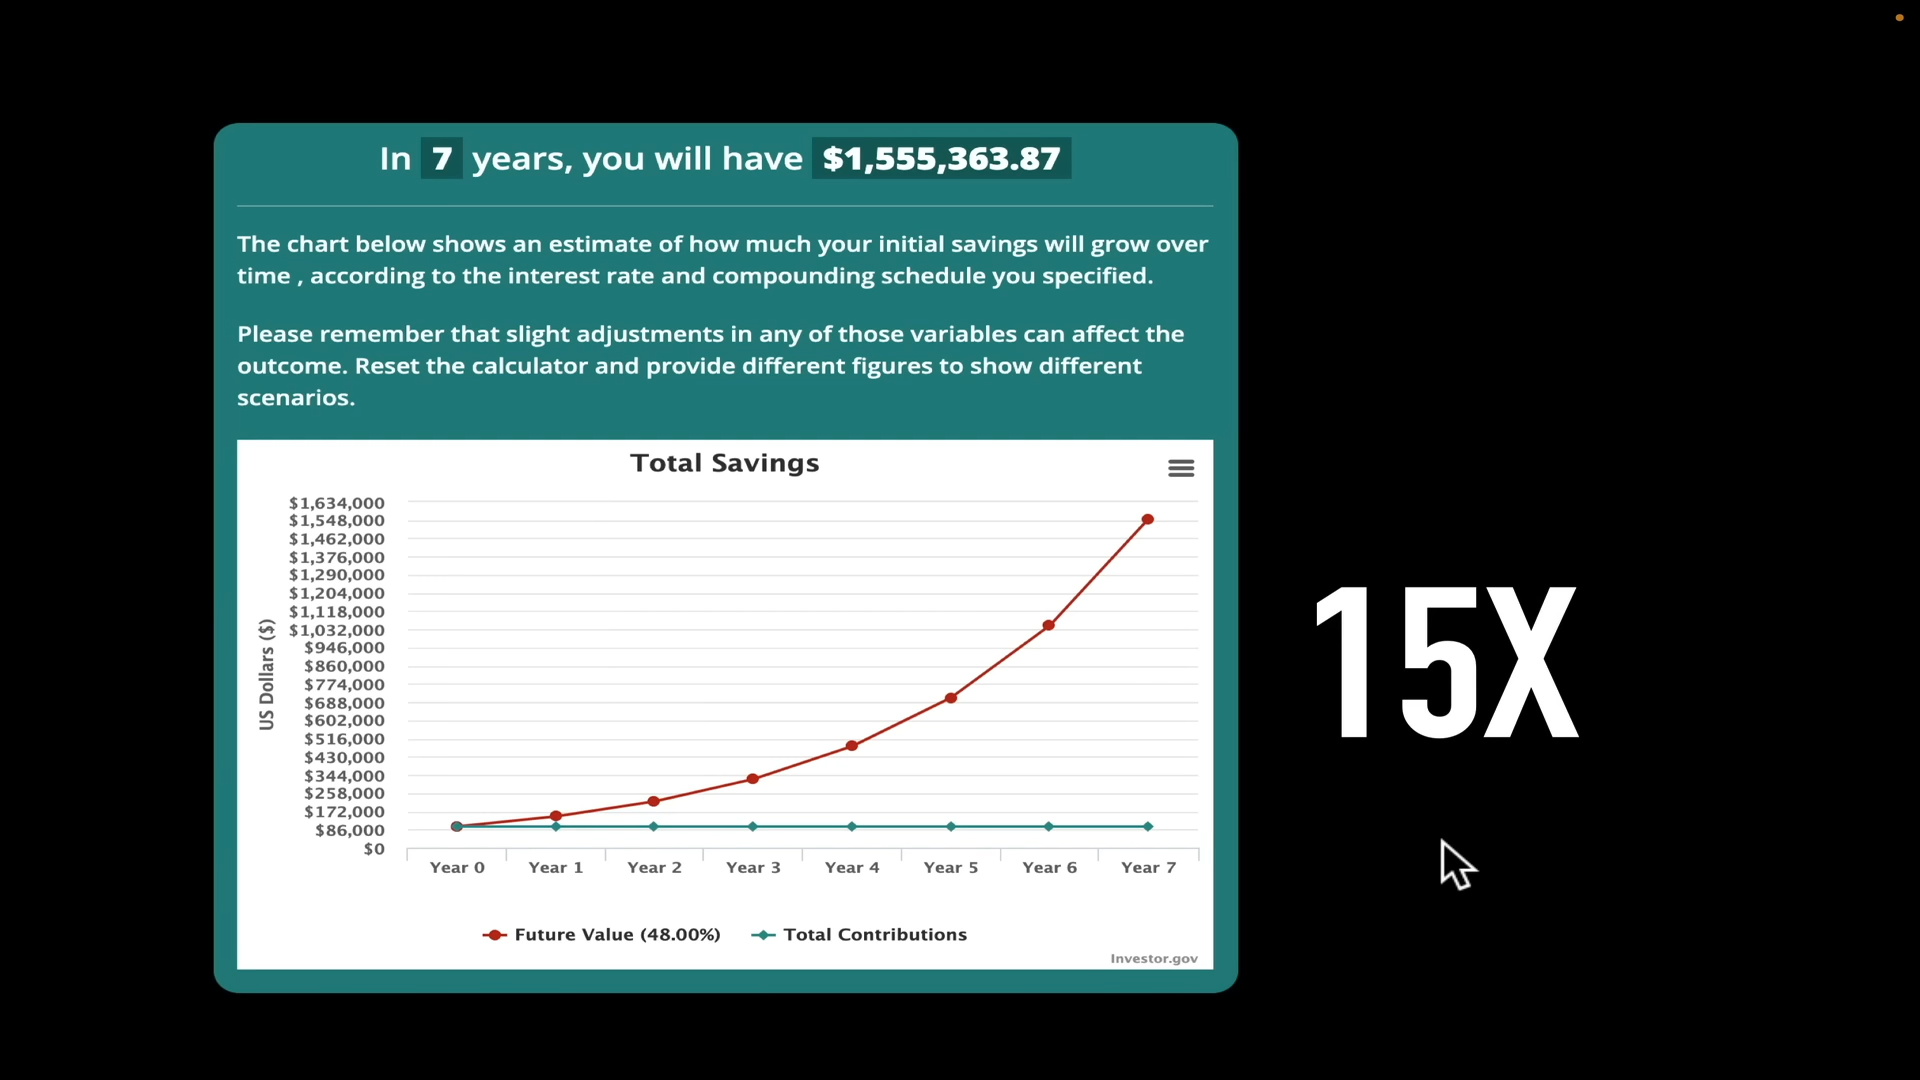 In 7 years, you will have $1,555,363.87
The chart below shows an estimate of how much your initial savings will grow over
time , according to the interest rate and compounding schedule you specified.
Please remember that slight adjustments in any of those variables can affect the
outcome. Reset the calculator and provide different figures to show different
scenarios.
Total Savings
US Dollars ($)
$1,634,000
$1,548,000
$1,462,000
$1,376,000
$1,290,000
$1,204,000
$1,118,000
$1,032,000
$946,000
$860,000
$774,000
$688,000
$602,000
$516,000
$430,000
$344,000
$258,000
$172,000
$86,000
$0
Year 0 Year 1 Year 2 Year 3 Year 4 Year 5 Year 6 Year 7
Future Value (48.00%) Total Contributions
Investor.gov
15X